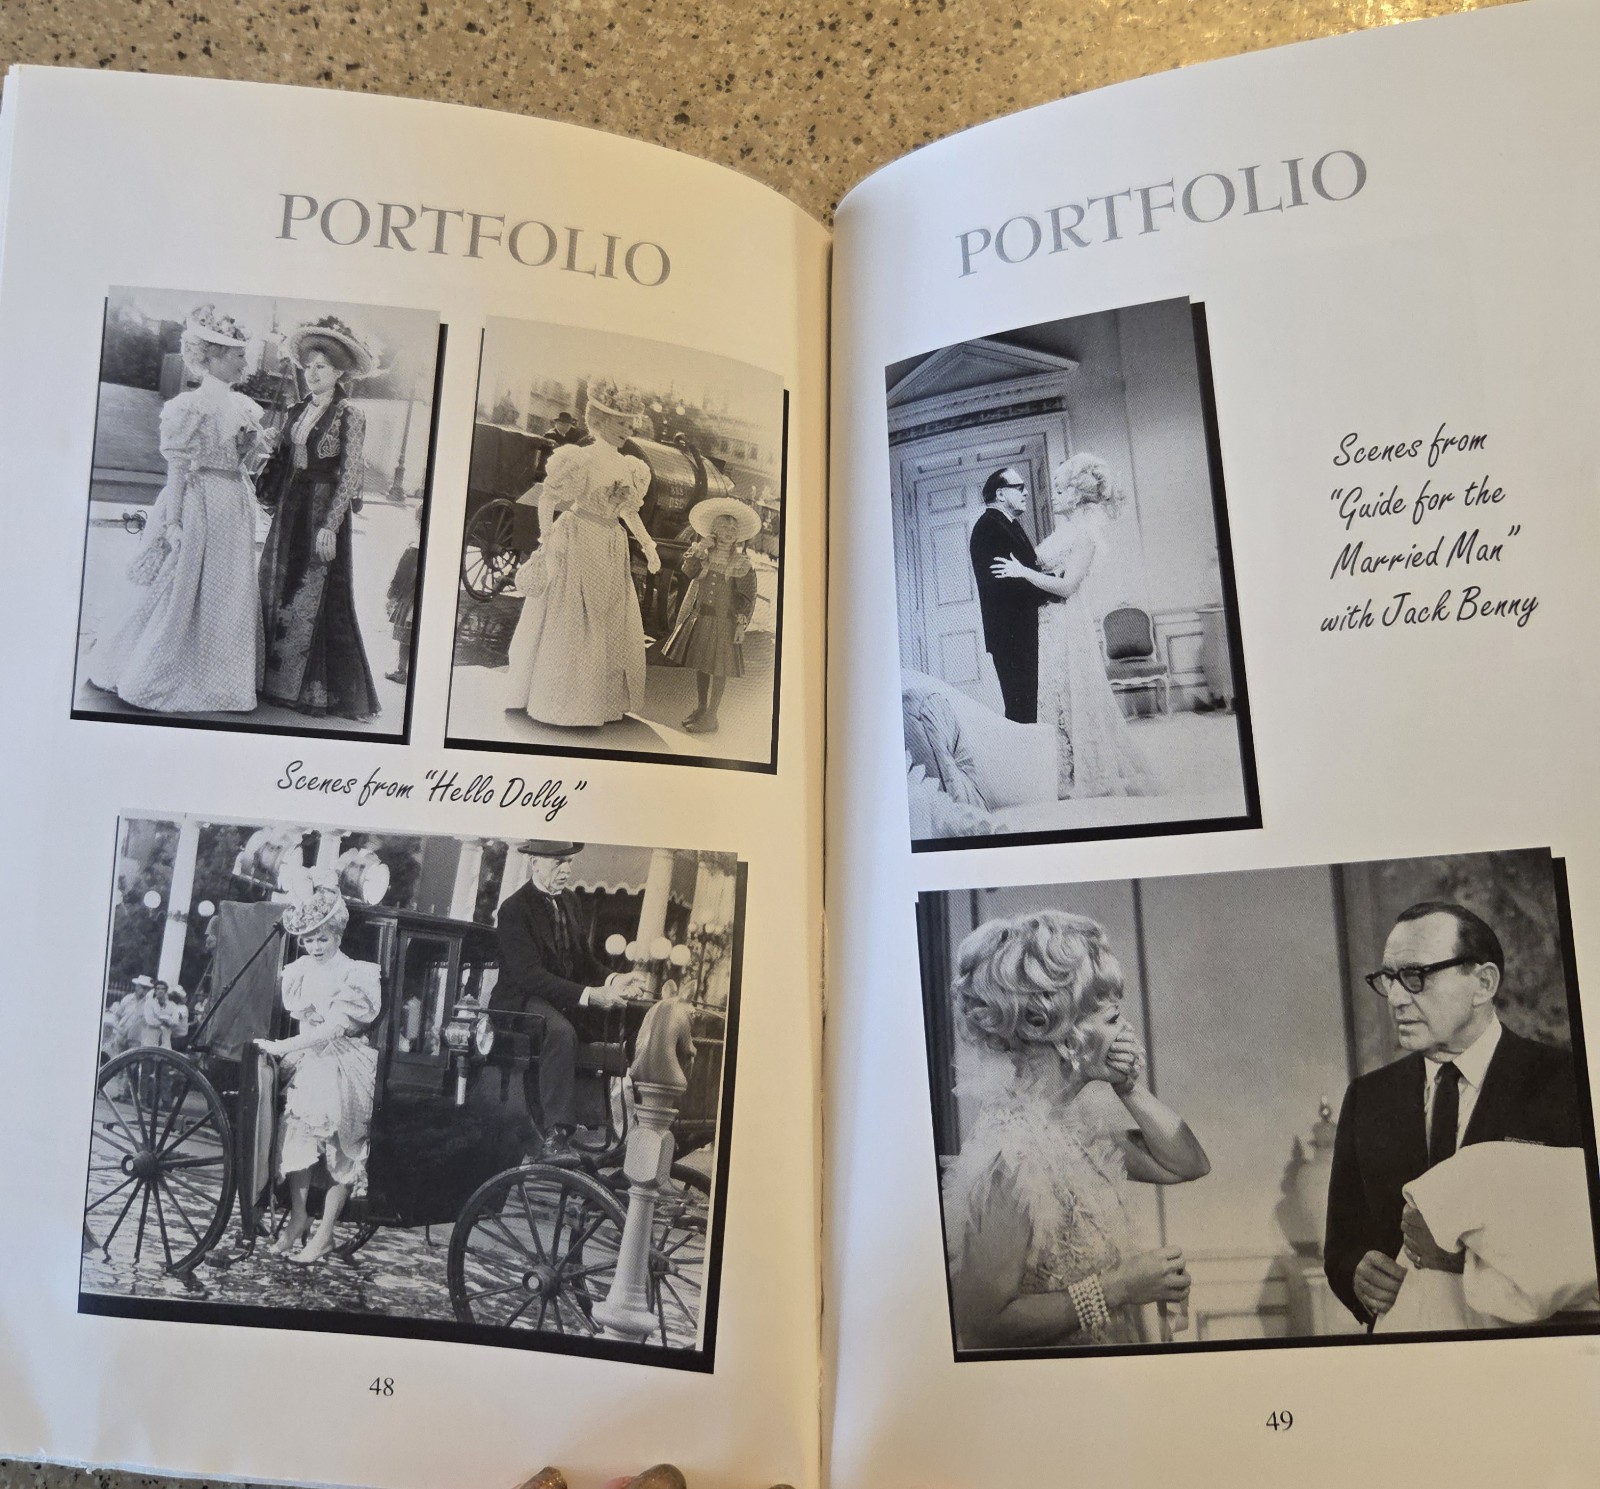 PORTFOLIO
Scenes from “Hello Dolly”
48
PORTFOLIO
Scenes from
“Guide for the
Married Man”
with Jack Benny
49